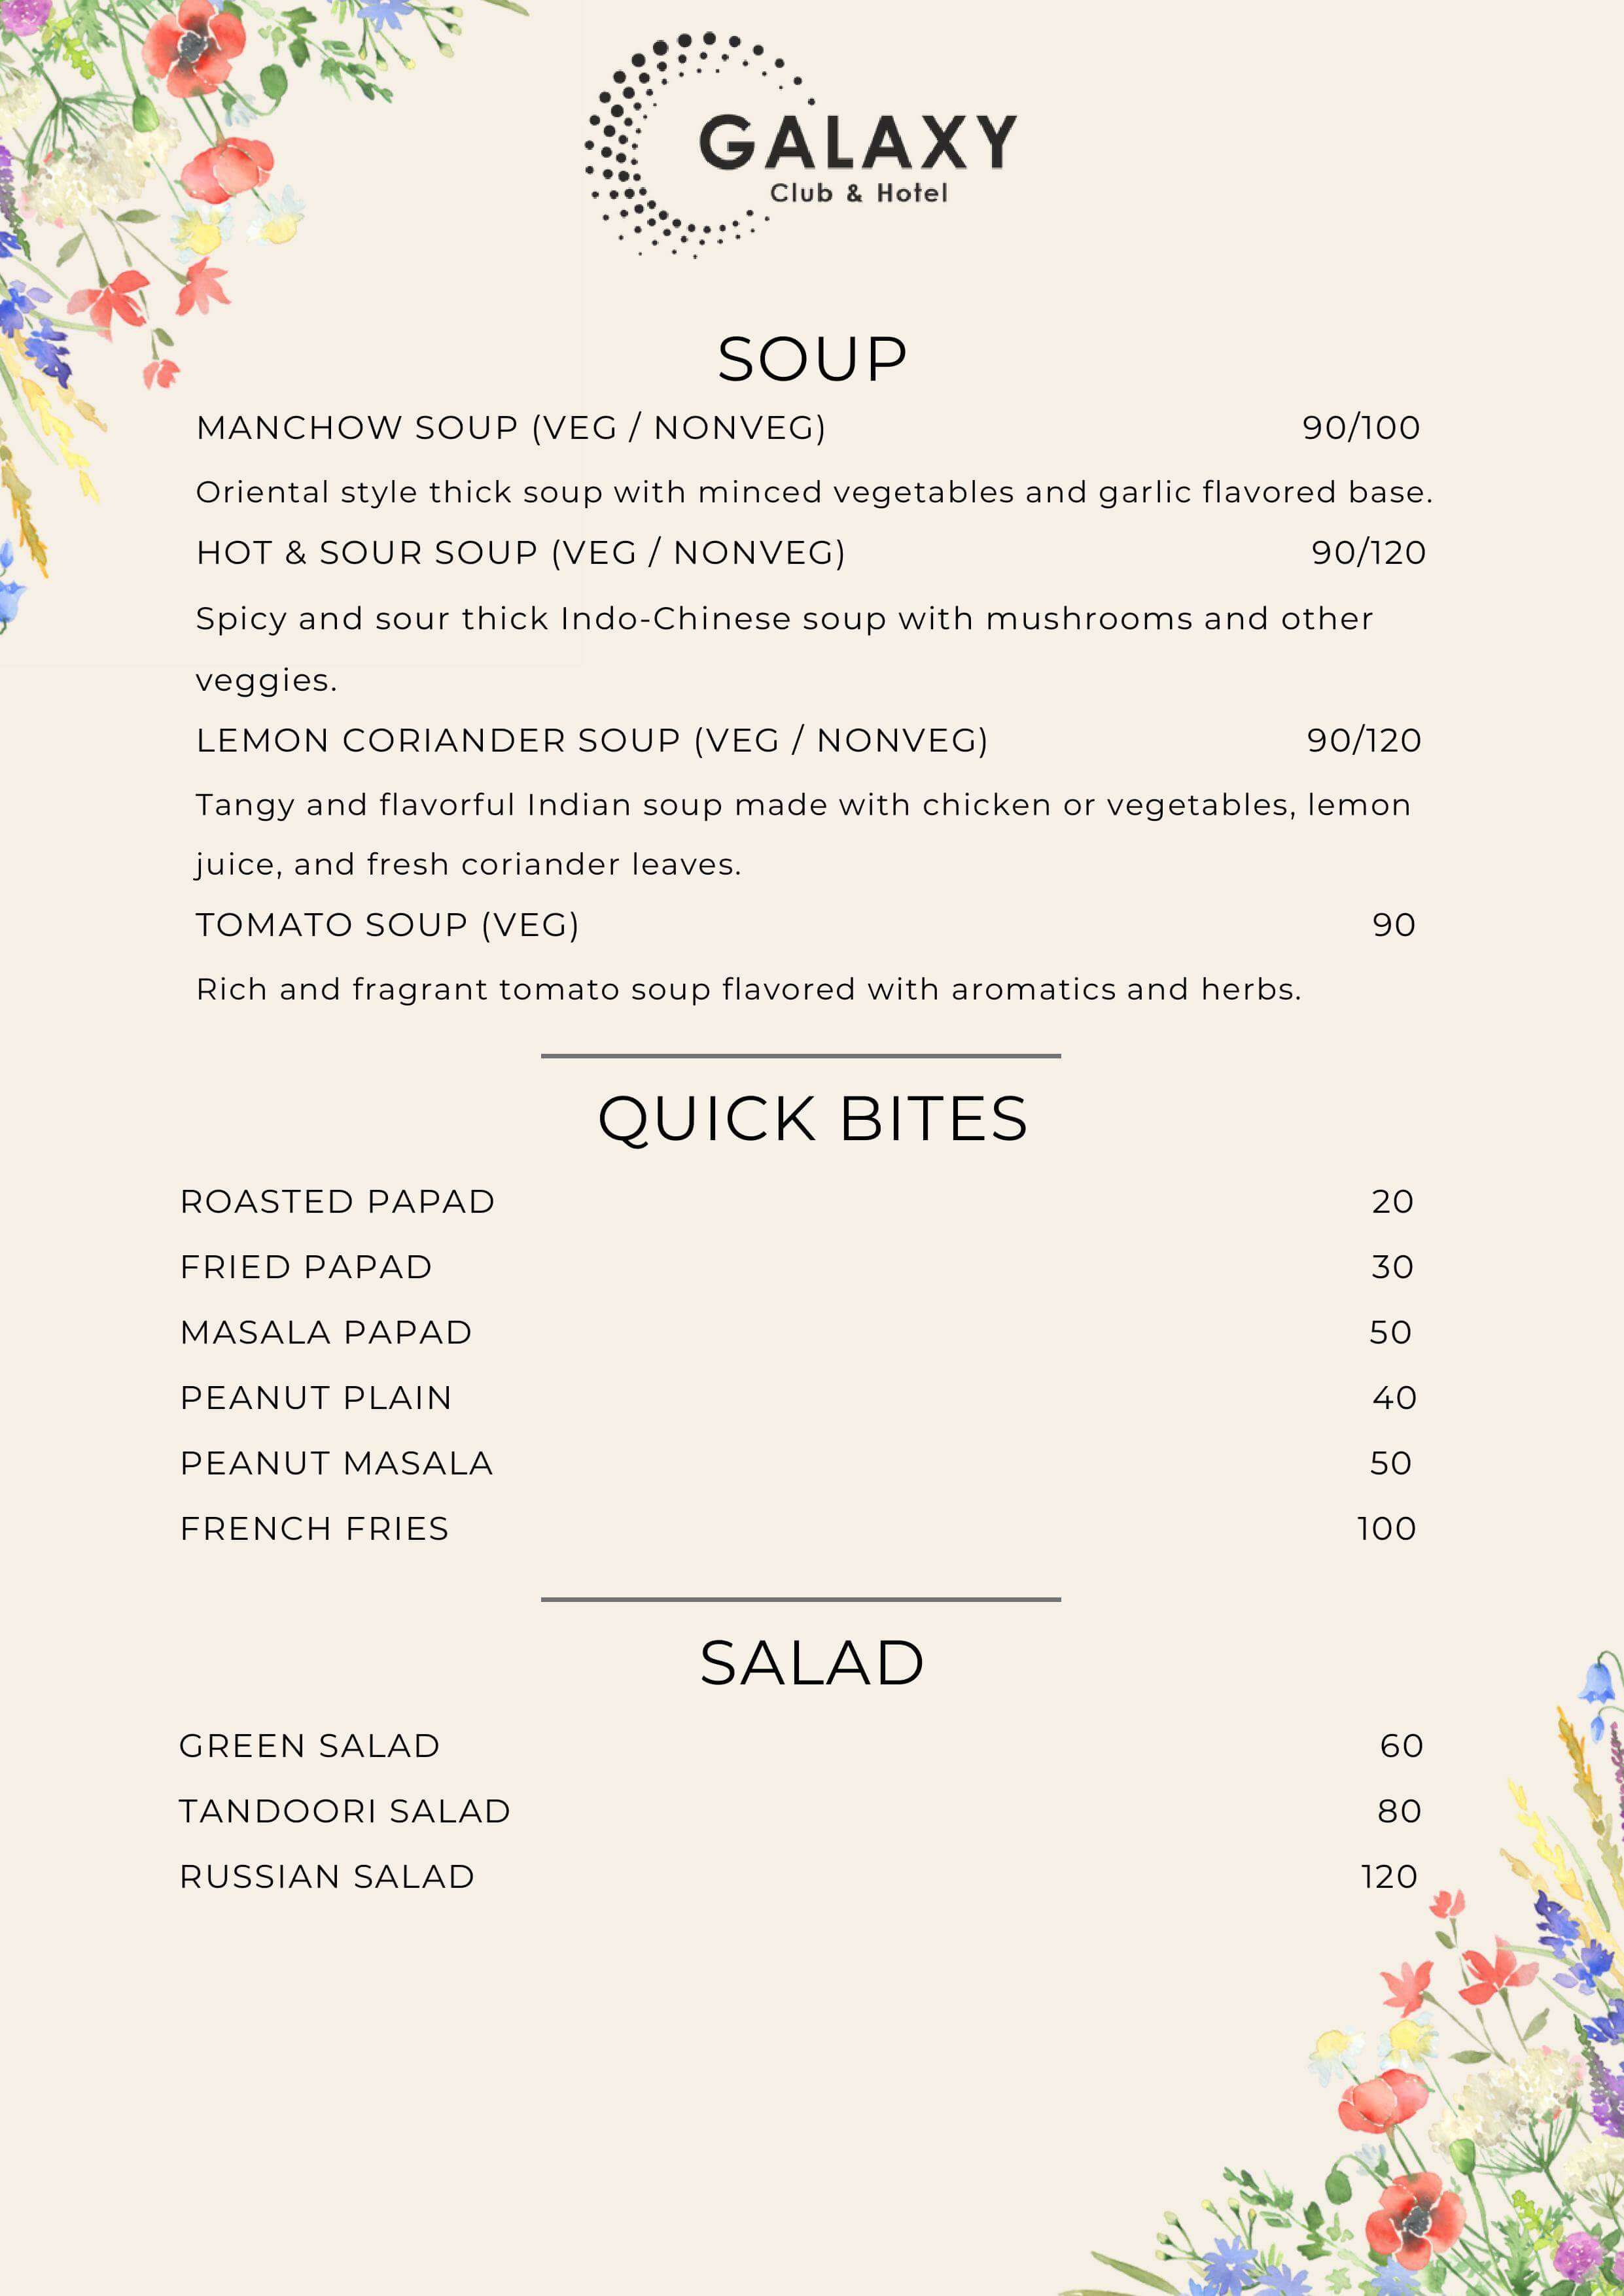 GALAXY
Club & Hotel
SOUP
MANCHOW SOUP (VEG / NONVEG) 90/100
Oriental style thick soup with minced vegetables and garlic flavored base.
HOT & SOUR SOUP (VEG / NONVEG) 90/120
Spicy and sour thick Indo-Chinese soup with mushrooms and other
veggies.
LEMON CORIANDER SOUP (VEG / NONVEG) 90/120
Tangy and flavorful Indian soup made with chicken or vegetables, lemon
juice, and fresh coriander leaves.
TOMATO SOUP (VEG) 90
Rich and fragrant tomato soup flavored with aromatics and herbs.
QUICK BITES
ROASTED PAPAD 20
FRIED PAPAD 30
MASALA PAPAD 50
PEANUT PLAIN 40
PEANUT MASALA 50
FRENCH FRIES 100
SALAD
GREEN SALAD 60
TANDOORI SALAD 80
RUSSIAN SALAD 120